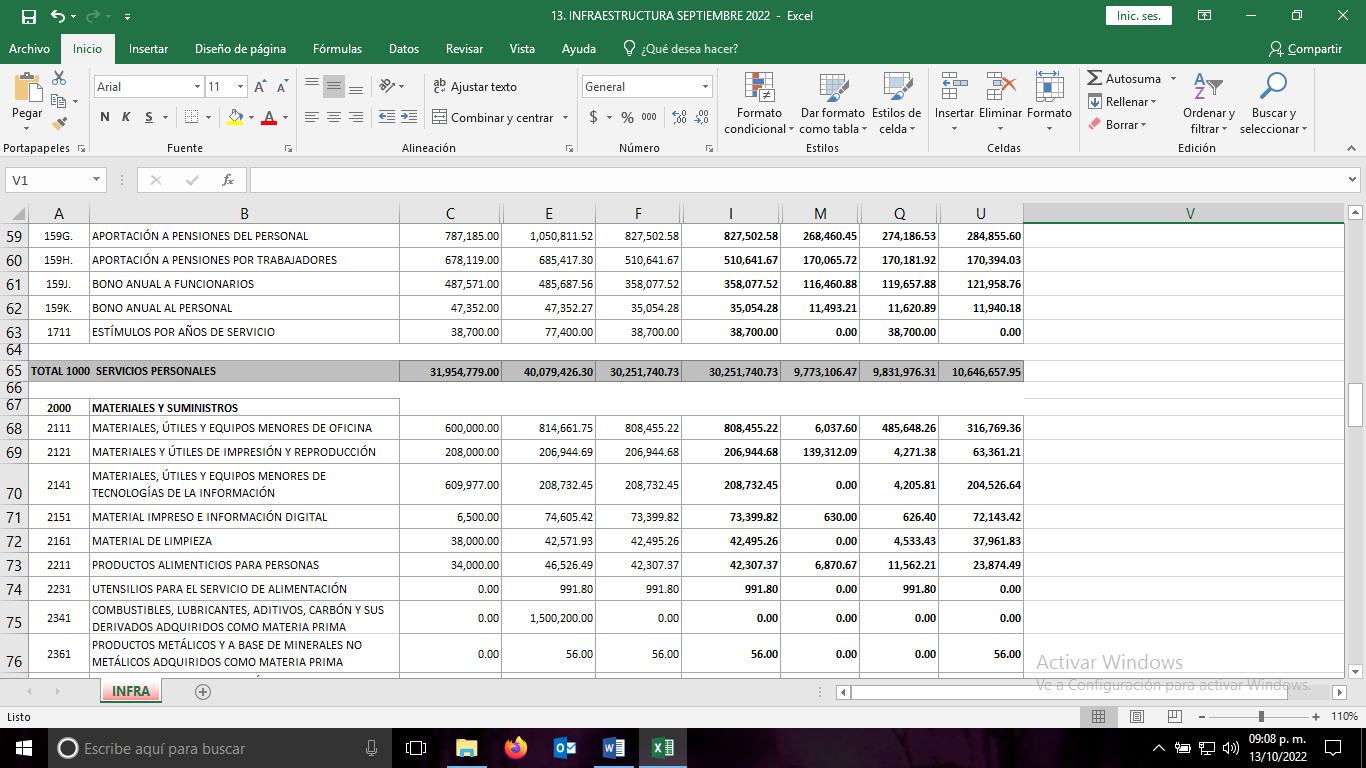 13. INFRAESTRUCTURA SEPTIEMBRE 2022 - Excel
Inic. ses.
Archivo Inicio Insertar Diseño de página Fórmulas Datos Revisar Vista Ayuda ¿Qué desea hacer? Compartir
Pegar
Portapapeles
Arial 11
N K S
Fuente
Ajustar texto
Combinar y centrar
Alineación
General
$ % 000
Número
Formato condicional
Dar formato como tabla
Estilos de celda
Estilos
Insertar Eliminar Formato
Celdas
Autosuma
Rellenar
Borrar
Ordenar y filtrar
Buscar y seleccionar
Edición
V1 fx
A B C E F I M Q U V
59 159G. APORTACIÓN A PENSIONES DEL PERSONAL 787,185.00 1,050,811.52 827,502.58 827,502.58 268,460.45 274,186.53 284,855.60
60 159H. APORTACIÓN A PENSIONES POR TRABAJADORES 678,119.00 685,417.30 510,641.67 510,641.67 170,065.72 170,181.92 170,394.03
61 159J. BONO ANUAL A FUNCIONARIOS 487,571.00 485,687.56 358,077.52 358,077.52 116,460.88 119,657.88 121,958.76
62 159K. BONO ANUAL AL PERSONAL 47,352.00 47,352.27 35,054.28 35,054.28 11,493.21 11,620.89 11,940.18
63 1711 ESTÍMULOS POR AÑOS DE SERVICIO 38,700.00 77,400.00 38,700.00 38,700.00 0.00 38,700.00 0.00
64
65 TOTAL 1000 SERVICIOS PERSONALES 31,954,779.00 40,079,426.30 30,251,740.73 30,251,740.73 9,773,106.47 9,831,976.31 10,646,657.95
66
67 2000 MATERIALES Y SUMINISTROS
68 2111 MATERIALES, ÚTILES Y EQUIPOS MENORES DE OFICINA 600,000.00 814,661.75 808,455.22 808,455.22 6,037.60 485,648.26 316,769.36
69 2121 MATERIALES Y ÚTILES DE IMPRESIÓN Y REPRODUCCIÓN 208,000.00 206,944.69 206,944.68 206,944.68 139,312.09 4,271.38 63,361.21
70 2141 MATERIALES, ÚTILES Y EQUIPOS MENORES DE
TECNOLOGÍAS DE LA INFORMACIÓN 609,977.00 208,732.45 208,732.45 208,732.45 0.00 4,205.81 204,526.64
71 2151 MATERIAL IMPRESO E INFORMACIÓN DIGITAL 6,500.00 74,605.42 73,399.82 73,399.82 630.00 626.40 72,143.42
72 2161 MATERIAL DE LIMPIEZA 38,000.00 42,571.93 42,495.26 42,495.26 0.00 4,533.43 37,961.83
73 2211 PRODUCTOS ALIMENTICIOS PARA PERSONAS 34,000.00 46,526.49 42,307.37 42,307.37 6,870.67 11,562.21 23,874.49
74 2231 UTENSILIOS PARA EL SERVICIO DE ALIMENTACIÓN 0.00 991.80 991.80 991.80 0.00 991.80 0.00
75 2341 COMBUSTIBLES, LUBRICANTES, ADITIVOS, CARBÓN Y SUS
DERIVADOS ADQUIRIDOS COMO MATERIA PRIMA 0.00 1,500,200.00 0.00 0.00 0.00 0.00 0.00
76 2361 PRODUCTOS METÁLICOS Y A BASE DE MINERALES NO
METÁLICOS ADQUIRIDOS COMO MATERIA PRIMA 0.00 56.00 56.00 56.00 0.00 0.00 56.00
Activar Windows
Ve a Configuración para activar Windows.
INFRA
Listo 110%
Escribe aquí para buscar
09:08 p. m.
13/10/2022